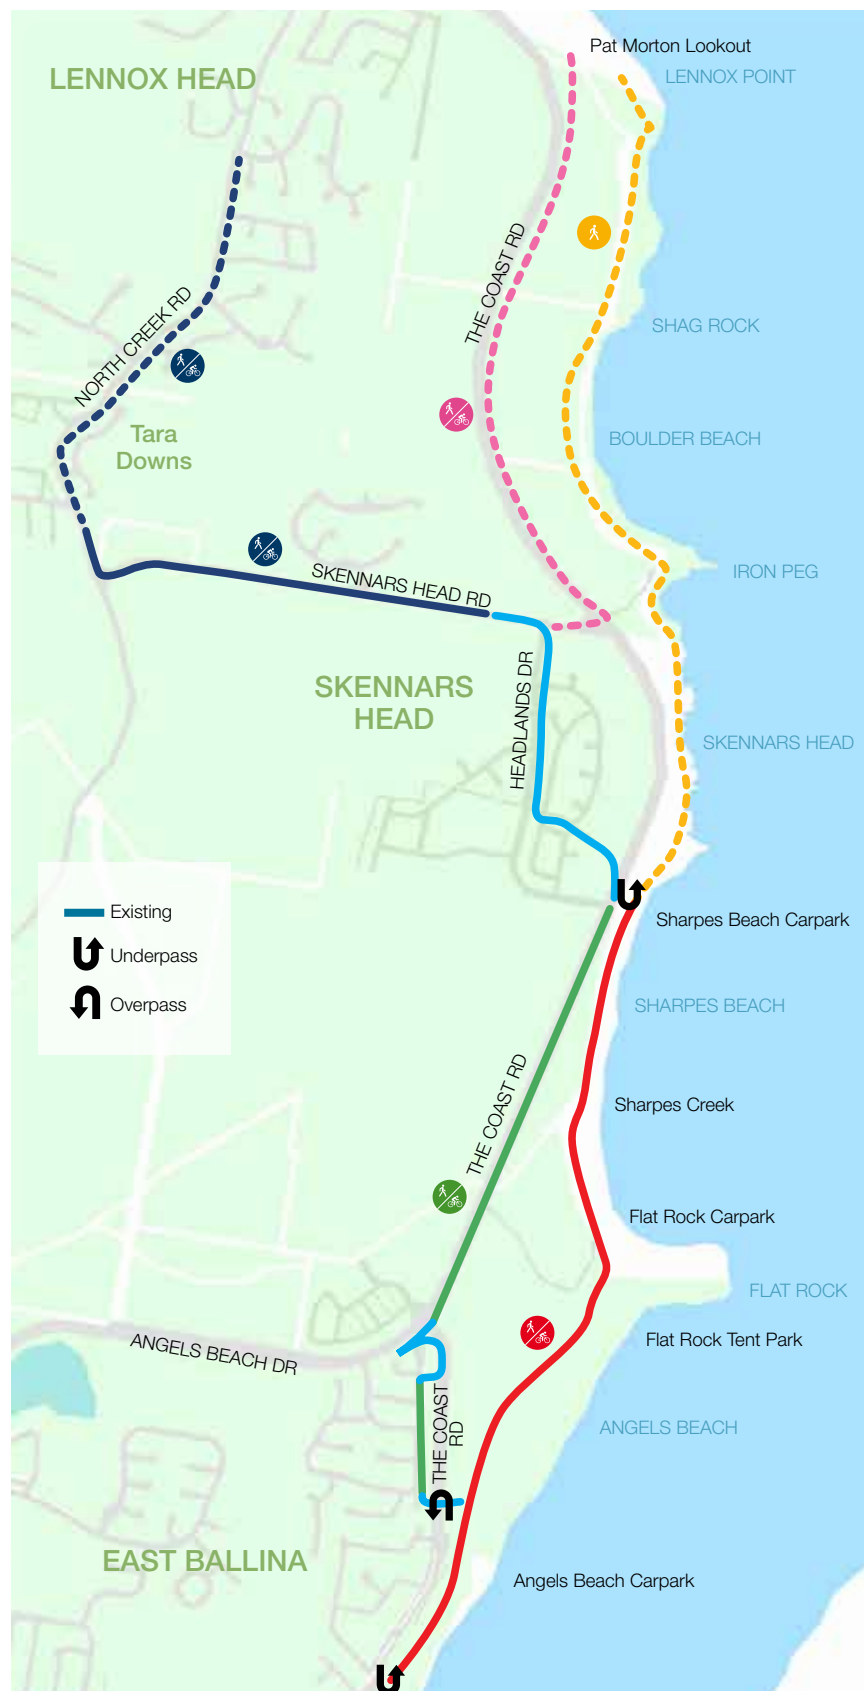 Pat Morton Lookout
LENNOX HEAD
LENNOX POINT
THE COAST RD
NORTH CREEK RD
SHAG ROCK
Tara
Downs
BOULDER BEACH
SKENNARS HEAD RD
IRON PEG
SKENNARS
HEAD
HEADLANDS DR
SKENNARS HEAD
Existing
Underpass
Overpass
Sharpes Beach Carpark
SHARPES BEACH
THE COAST RD
Sharpes Creek
Flat Rock Carpark
FLAT ROCK
ANGELS BEACH DR
Flat Rock Tent Park
THE COAST
RD
ANGELS BEACH
EAST BALLINA
Angels Beach Carpark